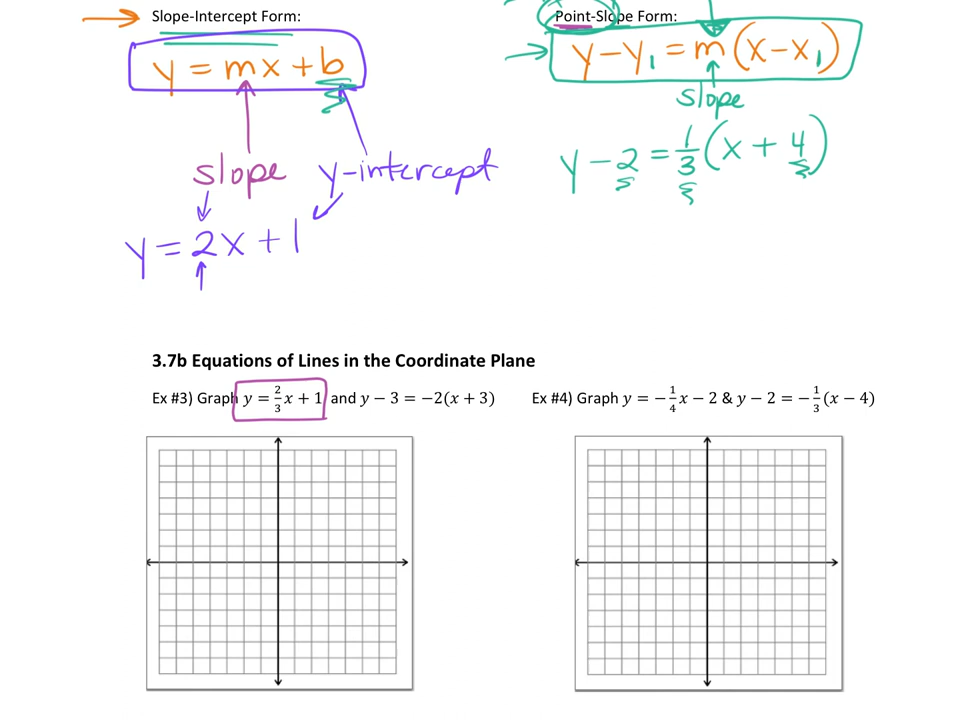 Slope-Intercept Form:
y = mx + b
slope
y-intercept
y = 2x + 1
Point-Slope Form:
y - y₁ = m(x - x₁)
slope
y - 2 = 1/3 (x + 4)
3.7b Equations of Lines in the Coordinate Plane
Ex #3) Graph y = 2/3 x + 1 and y − 3 = −2(x + 3)
Ex #4) Graph y = −1/4 x − 2 & y − 2 = −1/3 (x − 4)